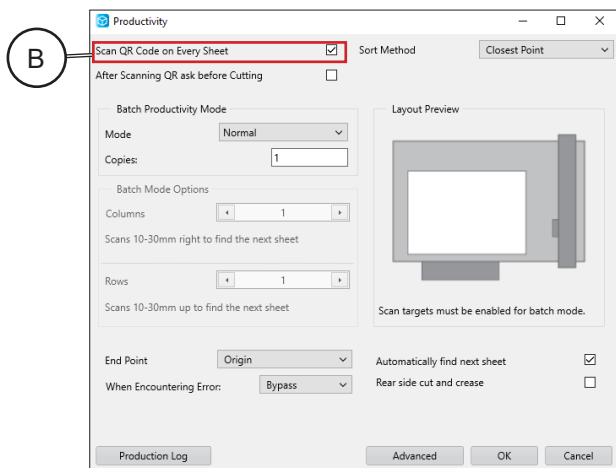 Productivity
B
Scan QR Code on Every Sheet
Sort Method
Closest Point
After Scanning QR ask before Cutting
Batch Productivity Mode
Mode
Normal
Copies:
1
Batch Mode Options
Columns
1
Scans 10-30mm right to find the next sheet
Rows
1
Scans 10-30mm up to find the next sheet
Layout Preview
Scan targets must be enabled for batch mode.
End Point
Origin
When Encountering Error:
Bypass
Automatically find next sheet
Rear side cut and crease
Production Log
Advanced
OK
Cancel